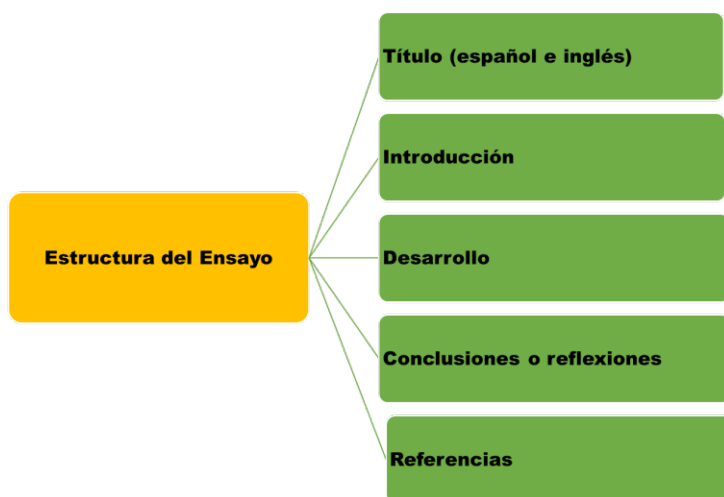 Título (español e inglés)
Introducción
Estructura del Ensayo
Desarrollo
Conclusiones o reflexiones
Referencias